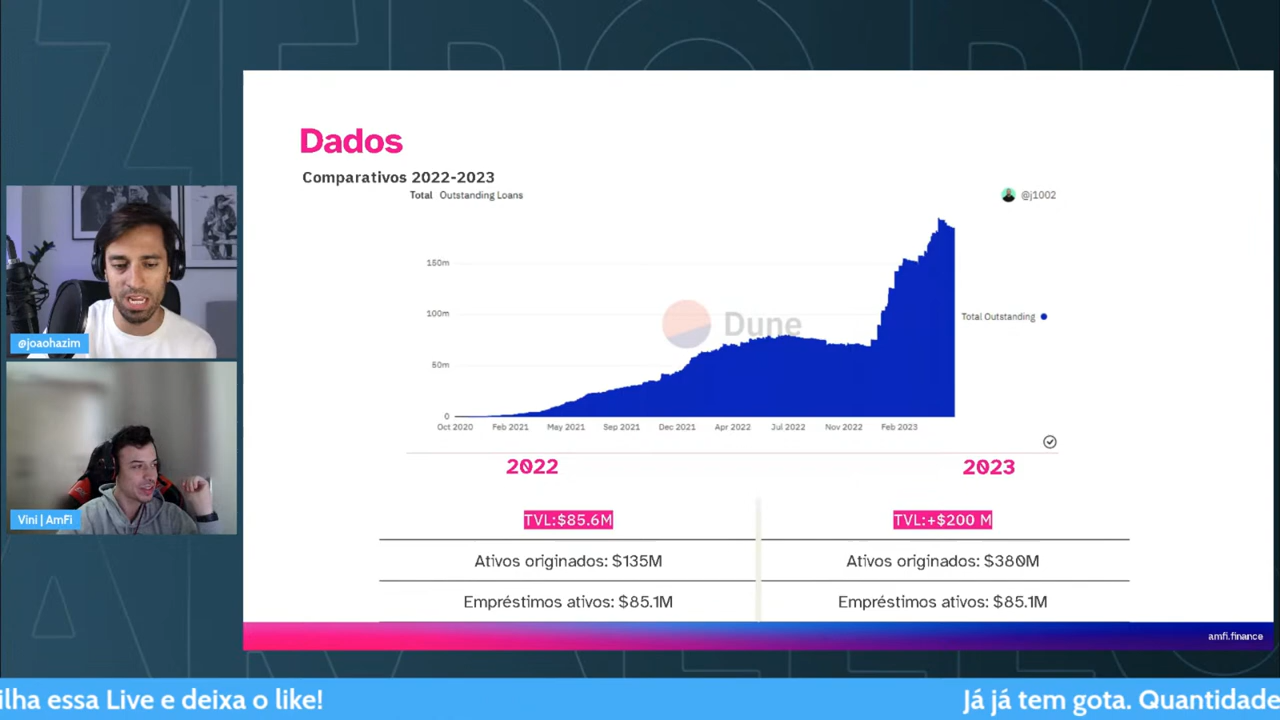 Dados
Comparativos 2022-2023
Total Outstanding Loans
@j1002
150m
100m
50m
0
Dune
Total Outstanding
Oct 2020 Feb 2021 May 2021 Sep 2021 Dec 2021 Apr 2022 Jul 2022 Nov 2022 Feb 2023
2022
2023
TVL:$85.6M
TVL:+$200 M
Ativos originados: $135M
Ativos originados: $380M
Empréstimos ativos: $85.1M
Empréstimos ativos: $85.1M
amfi.finance
@joaohazim
Vini | AmFi
ilha essa Live e deixa o like!
Já já tem gota. Quantidade